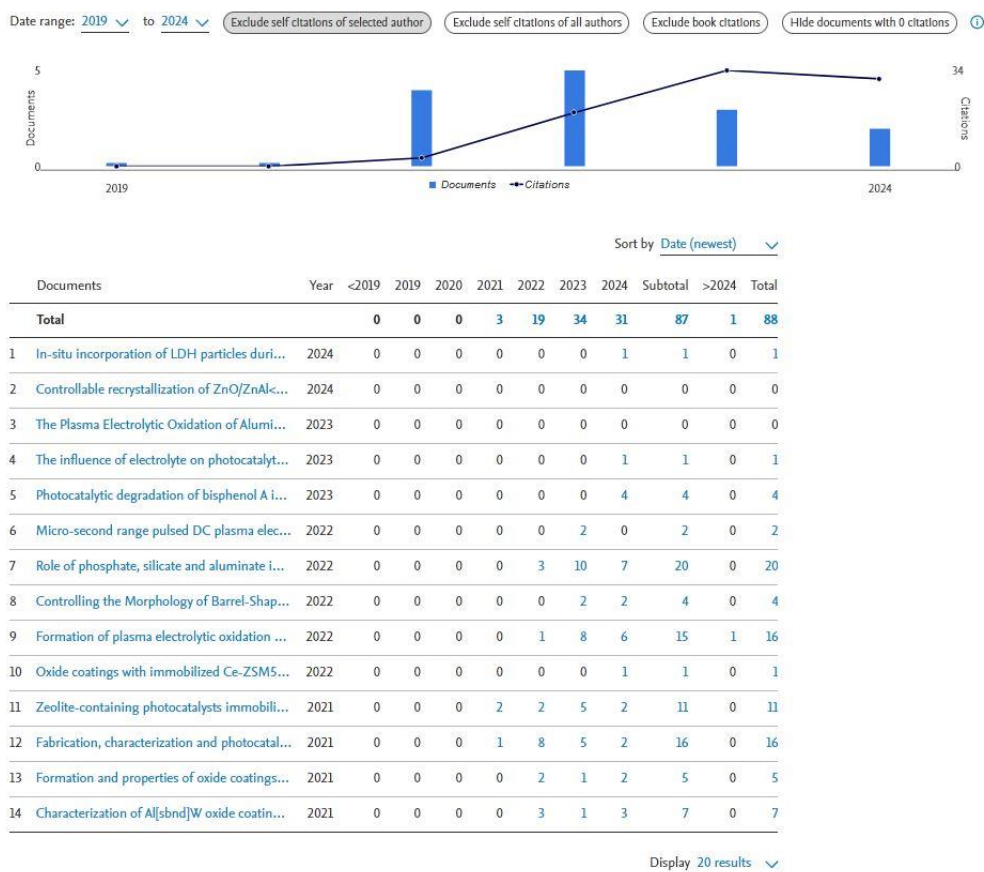 Date range: 2019 to 2024 Exclude self citations of selected author Exclude self citations of all authors Exclude book citations Hide documents with 0 citations
5 34
Documents Citations
0 0
2019 2024
Documents Citations
Sort by Date (newest)
Documents Year <2019 2019 2020 2021 2022 2023 2024 Subtotal >2024 Total
Total 0 0 0 3 19 34 31 87 1 88
1 In-situ incorporation of LDH particles duri... 2024 0 0 0 0 0 0 1 1 0 1
2 Controllable recrystallization of ZnO/ZnAl<... 2024 0 0 0 0 0 0 0 0 0 0
3 The Plasma Electrolytic Oxidation of Alumi... 2023 0 0 0 0 0 0 0 0 0 0
4 The influence of electrolyte on photocatalyt... 2023 0 0 0 0 0 0 1 1 0 1
5 Photocatalytic degradation of bisphenol A i... 2023 0 0 0 0 0 0 4 4 0 4
6 Micro-second range pulsed DC plasma elec... 2022 0 0 0 0 0 2 0 2 0 2
7 Role of phosphate, silicate and aluminate i... 2022 0 0 0 0 3 10 7 20 0 20
8 Controlling the Morphology of Barrel-Shap... 2022 0 0 0 0 0 2 2 4 0 4
9 Formation of plasma electrolytic oxidation ... 2022 0 0 0 0 1 8 6 15 1 16
10 Oxide coatings with immobilized Ce-ZSM5... 2022 0 0 0 0 0 0 1 1 0 1
11 Zeolite-containing photocatalysts immobili... 2021 0 0 0 2 2 5 2 11 0 11
12 Fabrication, characterization and photocatal... 2021 0 0 0 1 8 5 2 16 0 16
13 Formation and properties of oxide coatings... 2021 0 0 0 0 2 1 2 5 0 5
14 Characterization of Al[sbnd]W oxide coatin... 2021 0 0 0 0 3 1 3 7 0 7
Display 20 results